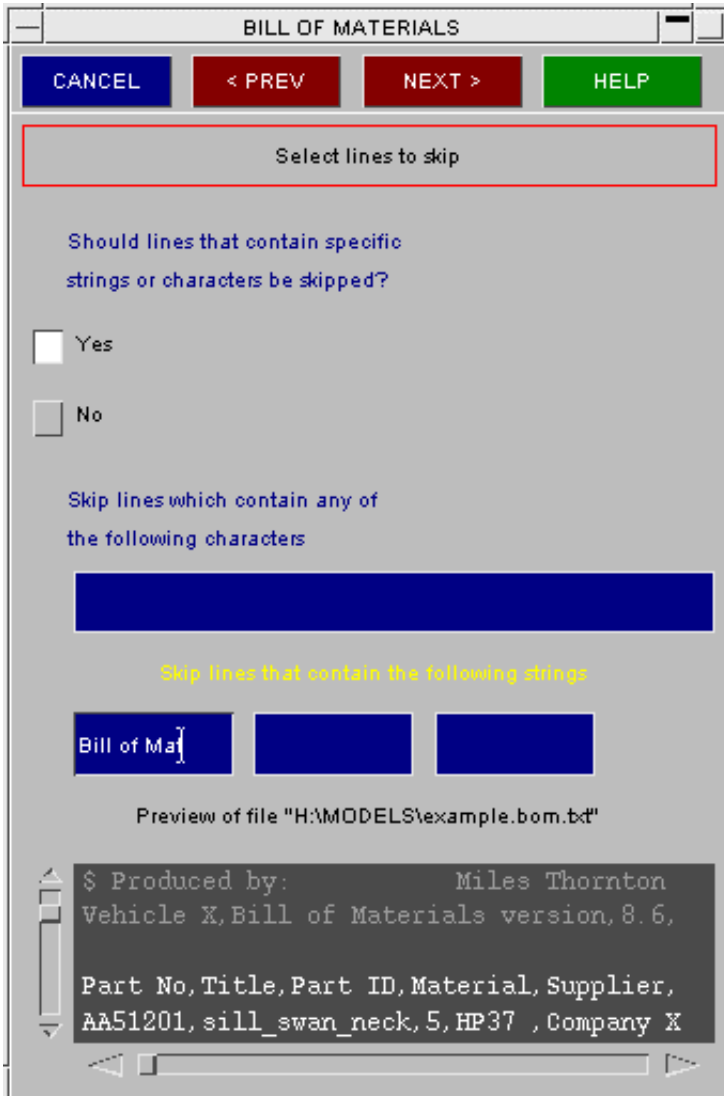 BILL OF MATERIALS
CANCEL < PREV NEXT > HELP
Select lines to skip
Should lines that contain specific
strings or characters be skipped?
Yes
No
Skip lines which contain any of
the following characters
Skip lines that contain the following strings
Bill of Mat
Preview of file "H:\MODELS\example.bom.txt"
$ Produced by: Miles Thornton
Vehicle X,Bill of Materials version,8.6,
Part No,Title,Part ID,Material,Supplier,
AA51201,sill_swan_neck,5,HP37 ,Company X